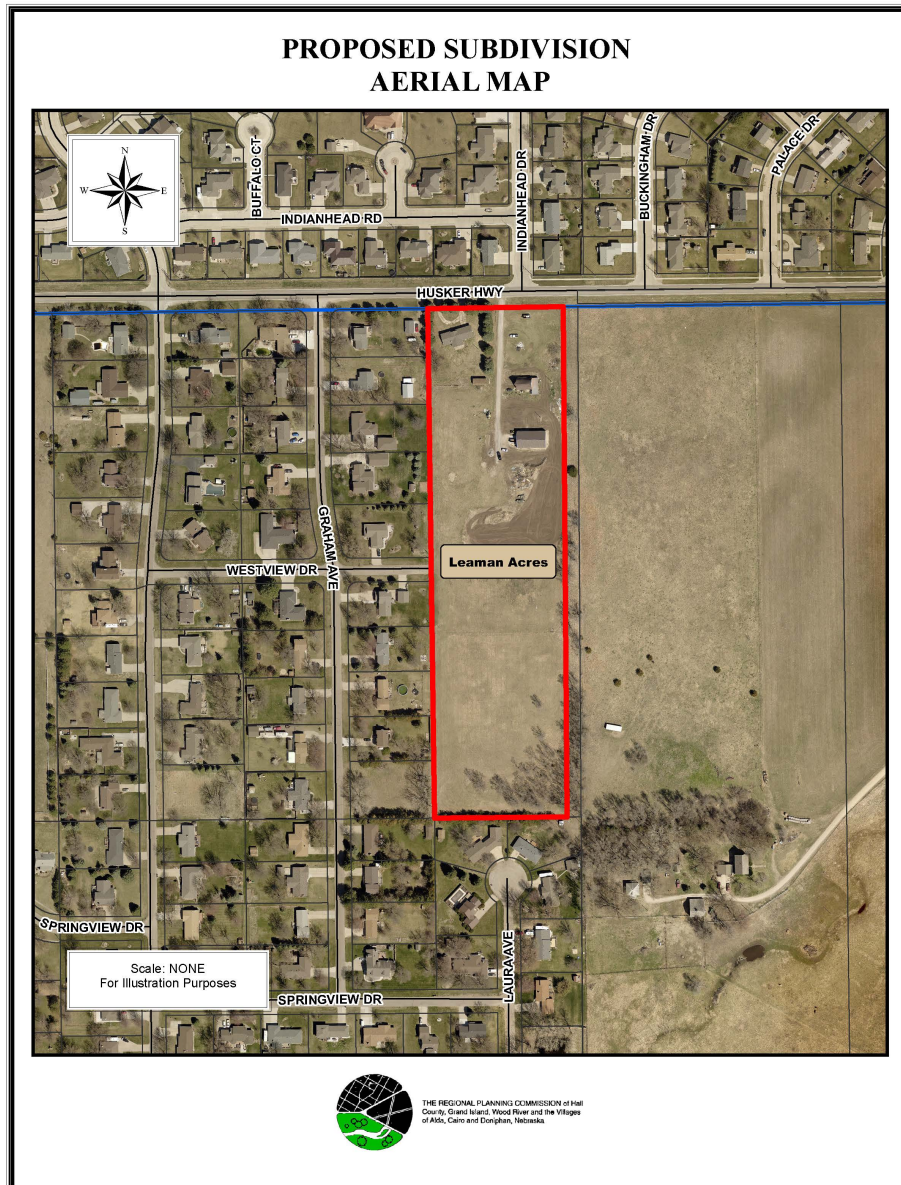 PROPOSED SUBDIVISION
AERIAL MAP
N
W E
S
BUFFALO CT
INDIANHEAD RD
INDIANHEAD DR
BUCKINGHAM DR
PALACE DR
HUSKER HWY
GRAHAM AVE
WESTVIEW DR
Leaman Acres
SPRINGVIEW DR
LAURA AVE
Scale: NONE
For Illustration Purposes
SPRINGVIEW DR
THE REGIONAL PLANNING COMMISSION of Hall
County, Grand Island, Wood River and the Villages
of Alda, Cairo and Doniphan, Nebraska